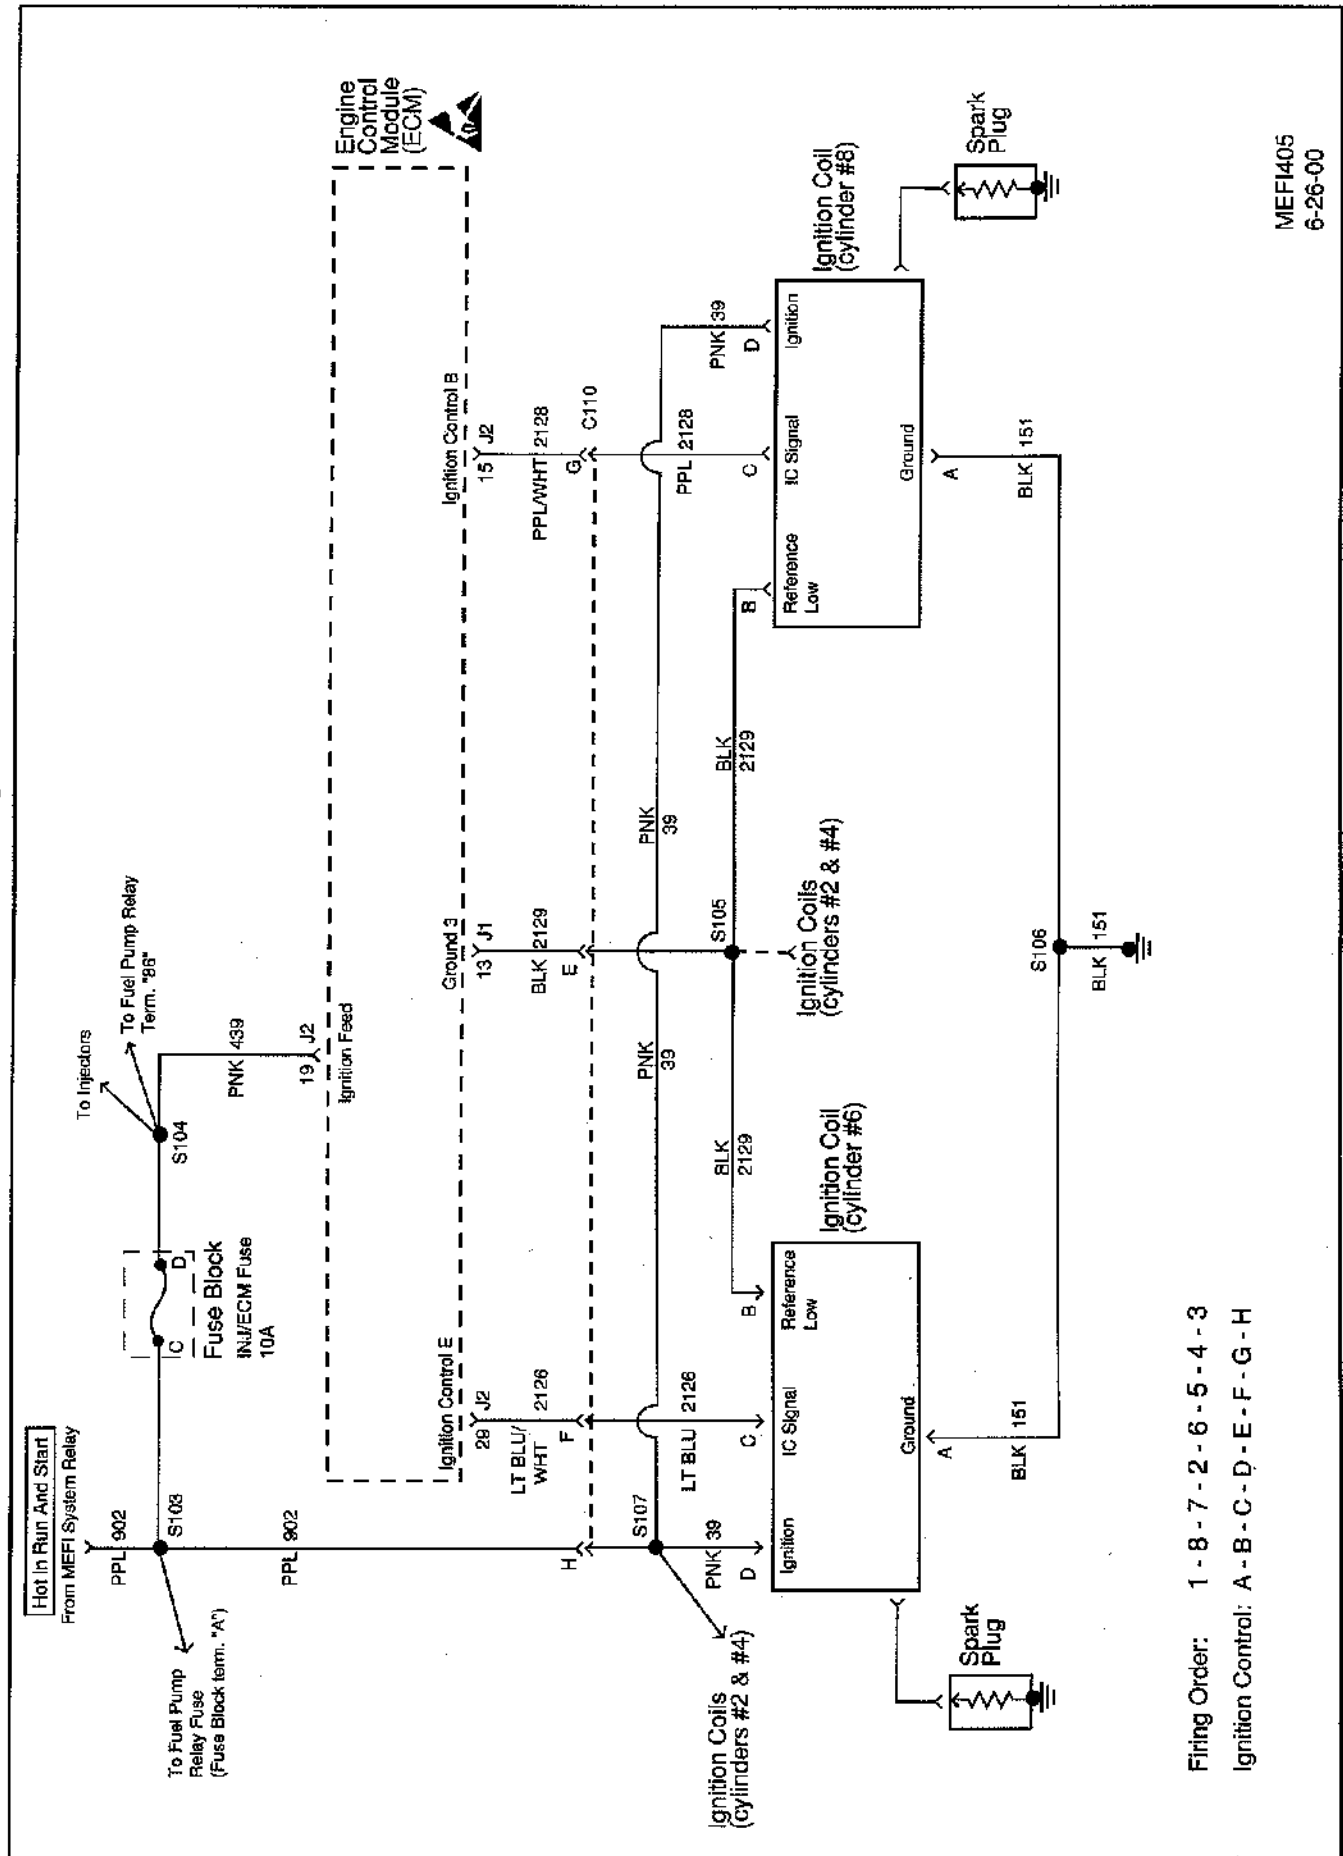 Hot In Run And Start
From MEFI System Relay
PPL 902
S103
To Fuel Pump
Relay Fuse
(Fuse Block term. "A")
PPL 902
C
D
Fuse Block
INJ/ECM Fuse
10A
S104
To Injectors
To Fuel Pump Relay
Term. "86"
PNK 439
19 J2
Ignition Feed
Engine
Control
Module
(ECM)
Ignition Control E
29 J2
LT BLU/
WHT
2126
F
Ground 3
13 J1
BLK 2129
E
Ignition Control B
15 J2
PPL/WHT 2128
G C110
H
S107
PNK 39
D
Ignition Coils
(cylinders #2 & #4)
LT BLU 2126
C
PNK
39
PNK
39
BLK
2129
B
S105
BLK
2129
B
Ignition Coils
(cylinders #2 & #4)
PPL 2128
C
PNK 39
D
Ignition Coil
(cylinder #6)
Ignition
IC Signal
Reference
Low
Ground
A
BLK 151
Ignition Coil
(cylinder #8)
Reference
Low
IC Signal
Ignition
Ground
A
BLK 151
S106
BLK 151
Spark
Plug
Spark
Plug
Firing Order: 1 - 8 - 7 - 2 - 6 - 5 - 4 - 3
Ignition Control: A - B - C - D - E - F - G - H
MEFI405
6-26-00